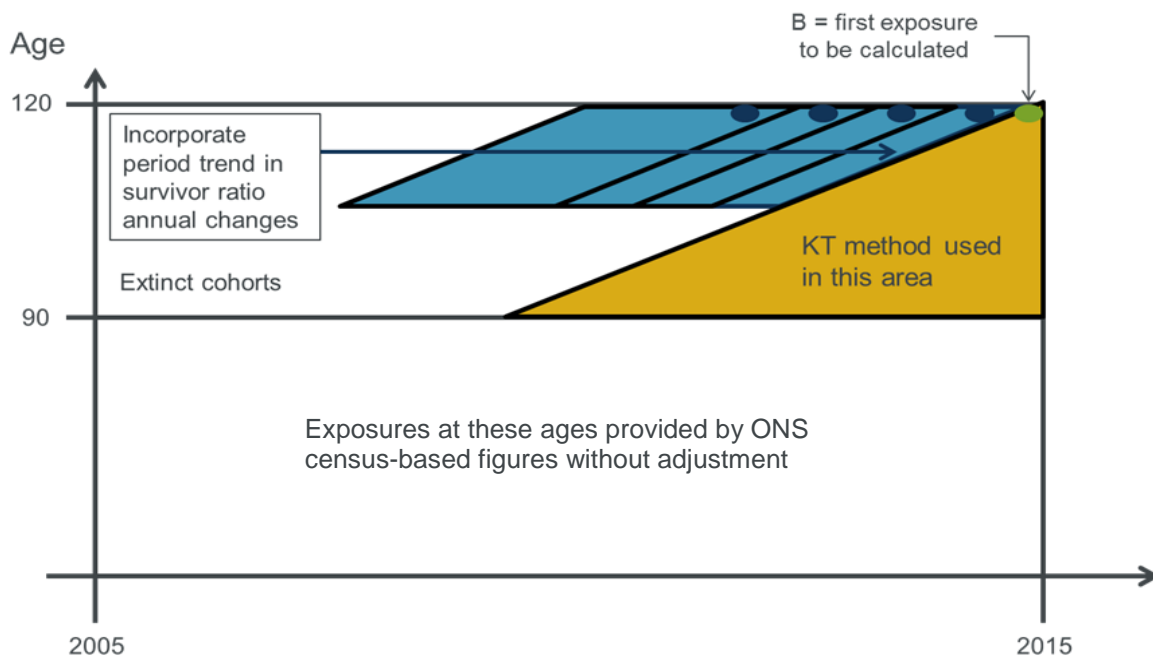 B = first exposure
to be calculated
Age
120
Incorporate
period trend in
survivor ratio
annual changes
KT method used
in this area
Extinct cohorts
90
Exposures at these ages provided by ONS
census-based figures without adjustment
2005
2015